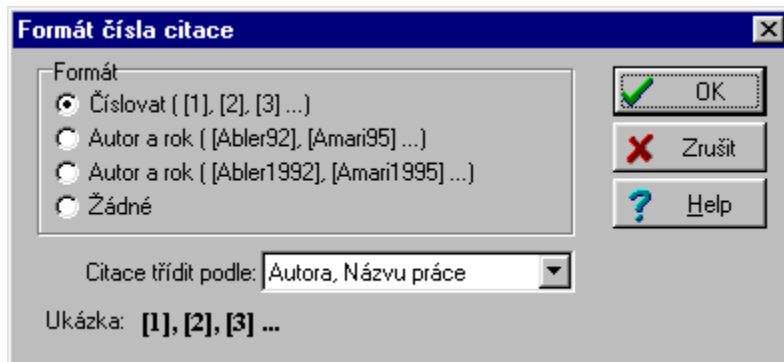 Formát čísla citace
Formát
Číslovat ( [1], [2], [3] ...)
Autor a rok ( [Abler92], [Amari95] ...)
Autor a rok ( [Abler1992], [Amari1995] ...)
Žádné
OK
Zrušit
Help
Citace třídit podle: Autora, Názvu práce
Ukázka: [1], [2], [3] ...